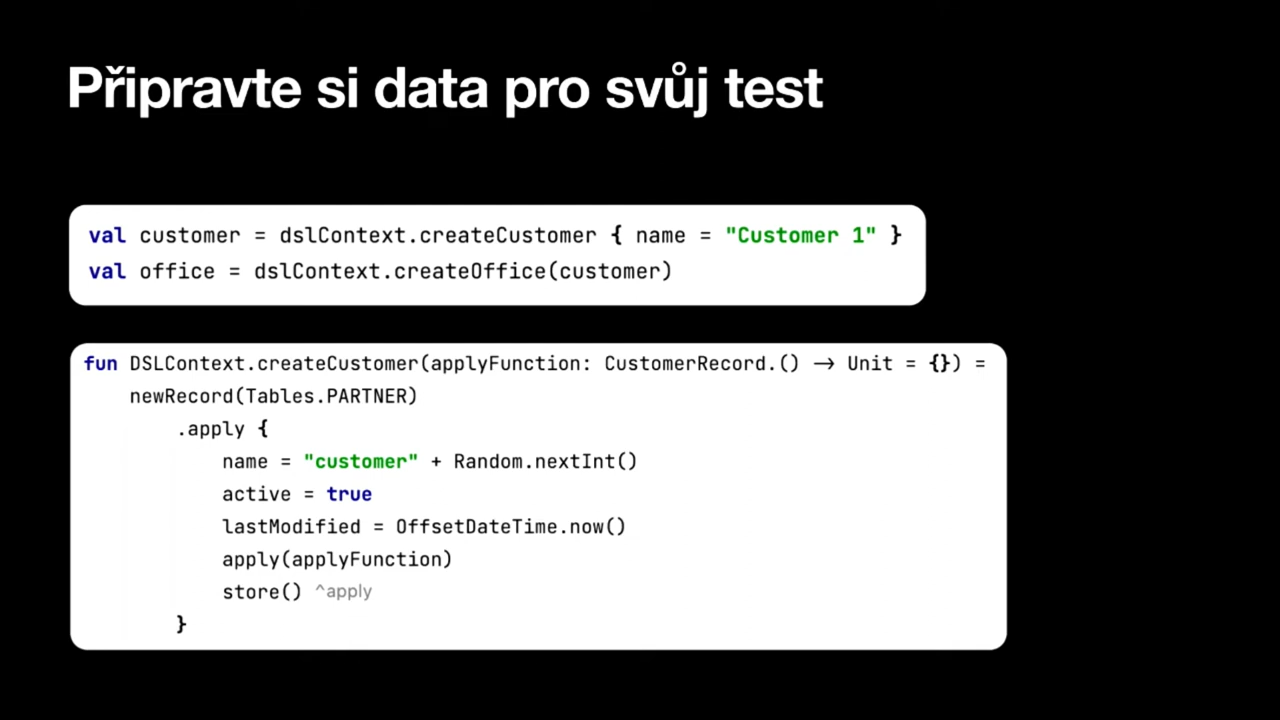 Připravte si data pro svůj test
val customer = dslContext.createCustomer { name = "Customer 1" }
val office = dslContext.createOffice(customer)
fun DSLContext.createCustomer(applyFunction: CustomerRecord.() → Unit = {}) =
newRecord(Tables.PARTNER)
.apply {
name = "customer" + Random.nextInt()
active = true
lastModified = OffsetDateTime.now()
apply(applyFunction)
store() ^apply
}